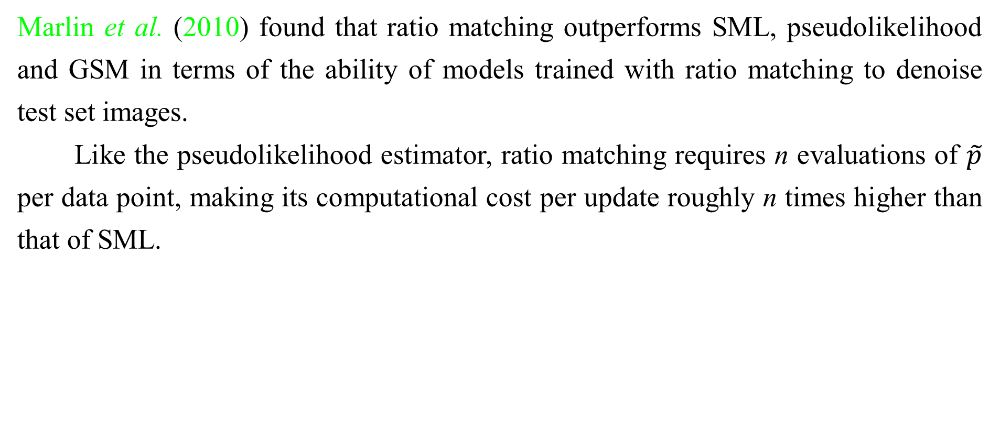 Marlin et al. (2010) found that ratio matching outperforms SML, pseudolikelihood
and GSM in terms of the ability of models trained with ratio matching to denoise
test set images.
Like the pseudolikelihood estimator, ratio matching requires n evaluations of p̃
per data point, making its computational cost per update roughly n times higher than
that of SML.